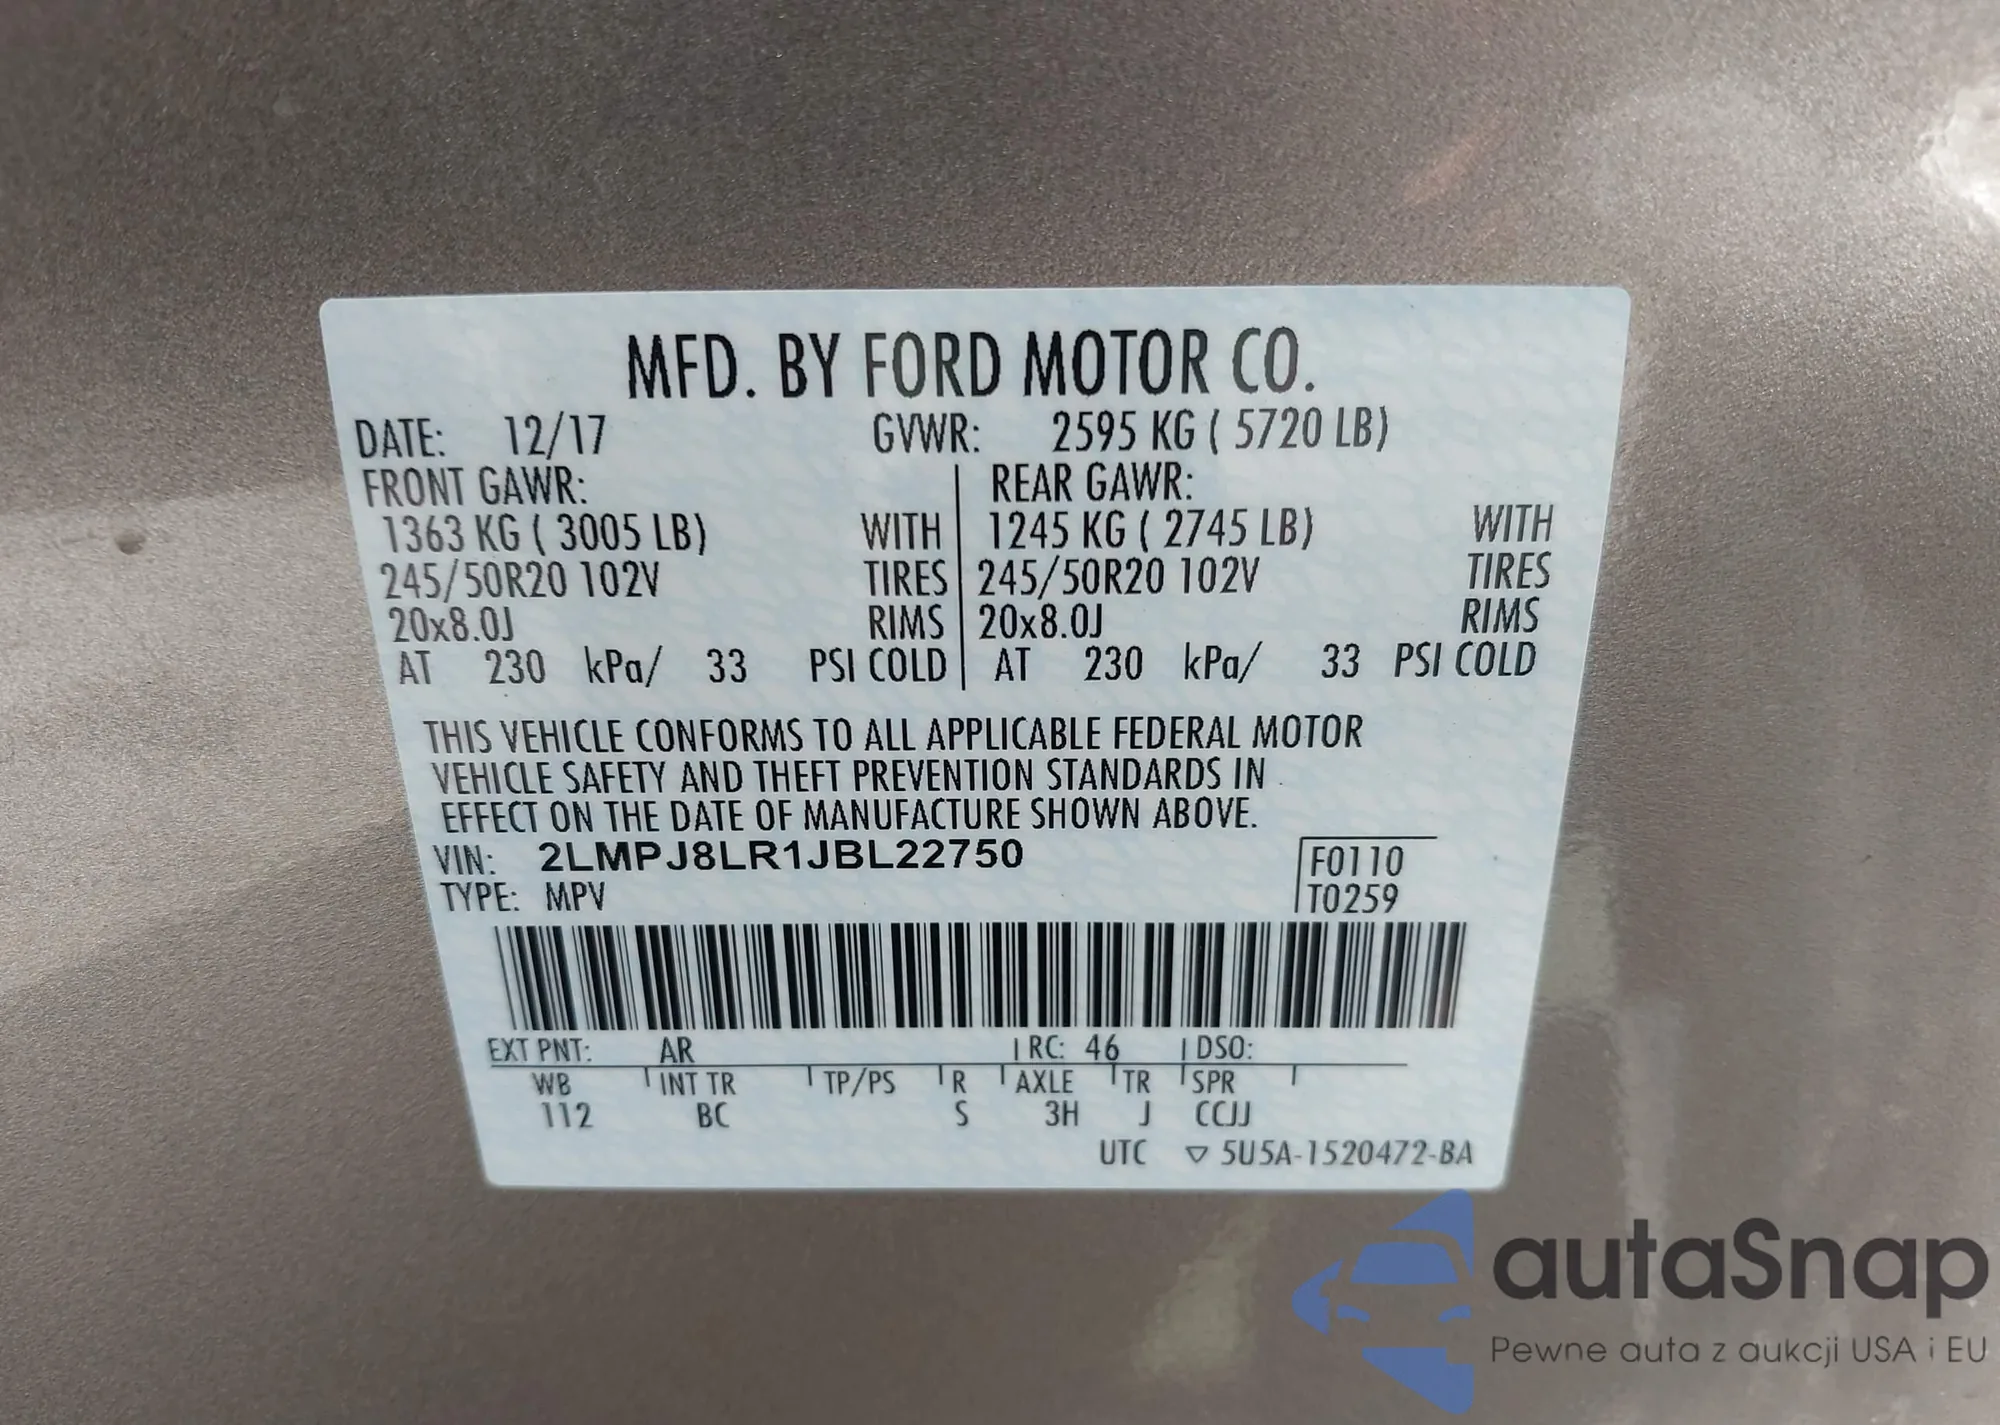 MFD. BY FORD MOTOR CO.
DATE: 12/17 GVWR: 2595 KG ( 5720 LB)
FRONT GAWR: REAR GAWR:
1363 KG ( 3005 LB) WITH 1245 KG ( 2745 LB) WITH
245/50R20 102V TIRES 245/50R20 102V TIRES
20x8.0J RIMS 20x8.0J RIMS
AT 230 kPa/ 33 PSI COLD AT 230 kPa/ 33 PSI COLD
THIS VEHICLE CONFORMS TO ALL APPLICABLE FEDERAL MOTOR
VEHICLE SAFETY AND THEFT PREVENTION STANDARDS IN
EFFECT ON THE DATE OF MANUFACTURE SHOWN ABOVE.
VIN: 2LMPJ8LR1JBL22750 F0110
TYPE: MPV T0259
EXT PNT: AR RC: 46 DSO:
WB INT TR TP/PS R AXLE TR SPR
112 BC S 3H J CCJJ
UTC ▽ 5U5A-1520472-BA
autaSnap
Pewne auta z aukcji USA i EU